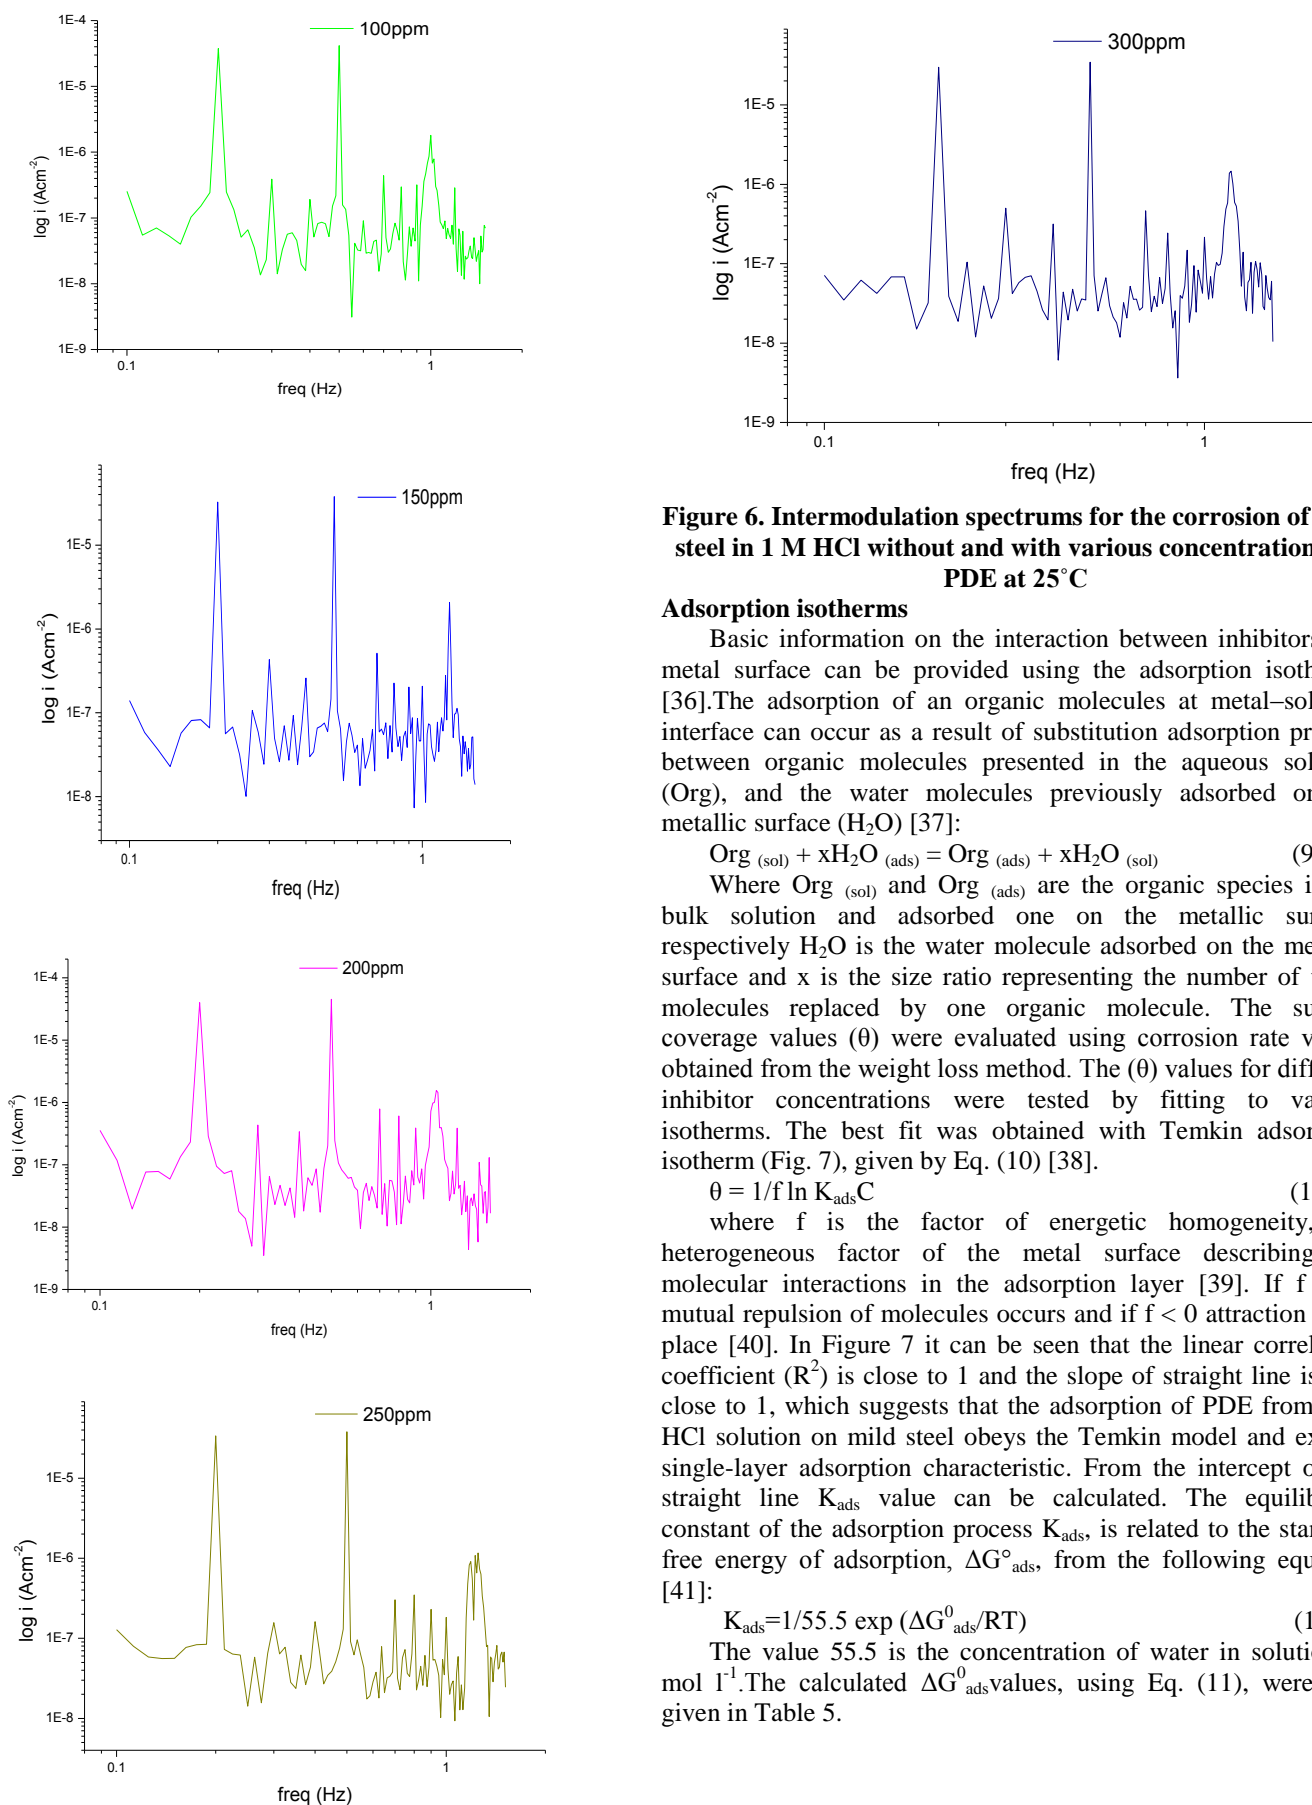 1E-4
1E-5
1E-6
1E-7
1E-8
1E-9
log i (Acm-2)
100ppm
0.1 1
freq (Hz)
1E-5
1E-6
1E-7
1E-8
log i (Acm-2)
150ppm
0.1 1
freq (Hz)
1E-4
1E-5
1E-6
1E-7
1E-8
1E-9
log i (Acm-2)
200ppm
0.1 1
freq (Hz)
1E-5
1E-6
1E-7
1E-8
log i (Acm-2)
250ppm
0.1 1
freq (Hz)
1E-5
1E-6
1E-7
1E-8
1E-9
log i (Acm-2)
300ppm
0.1 1
freq (Hz)
Figure 6. Intermodulation spectrums for the corrosion of
steel in 1 M HCl without and with various concentration
PDE at 25˚C
Adsorption isotherms
Basic information on the interaction between inhibitors
metal surface can be provided using the adsorption
[36].The adsorption of an organic molecules at metal–
interface can occur as a result of substitution adsorption
between organic molecules presented in the aqueous
(Org), and the water molecules previously adsorbed
metallic surface (H2O) [37]:
Org (sol) + xH2O (ads) = Org (ads) + xH2O (sol) (9
Where Org (sol) and Org (ads) are the organic species
bulk solution and adsorbed one on the metallic
respectively H2O is the water molecule adsorbed on the
surface and x is the size ratio representing the number of
molecules replaced by one organic molecule. The
coverage values (θ) were evaluated using corrosion rate
obtained from the weight loss method. The (θ) values for
inhibitor concentrations were tested by fitting to
isotherms. The best fit was obtained with Temkin
isotherm (Fig. 7), given by Eq. (10) [38].
θ = 1/f ln KadsC (1
where f is the factor of energetic homogeneity,
heterogeneous factor of the metal surface describing
molecular interactions in the adsorption layer [39]. If f
mutual repulsion of molecules occurs and if f < 0 attraction
place [40]. In Figure 7 it can be seen that the linear
coefficient (R2) is close to 1 and the slope of straight line is
close to 1, which suggests that the adsorption of PDE from
HCl solution on mild steel obeys the Temkin model and
single-layer adsorption characteristic. From the intercept
straight line Kads value can be calculated. The
constant of the adsorption process Kads, is related to the
free energy of adsorption, ΔG°ads, from the following
[41]:
Kads=1/55.5 exp (ΔG0ads/RT) (1
The value 55.5 is the concentration of water in
mol l-1.The calculated ΔG0adsvalues, using Eq. (11), were
given in Table 5.